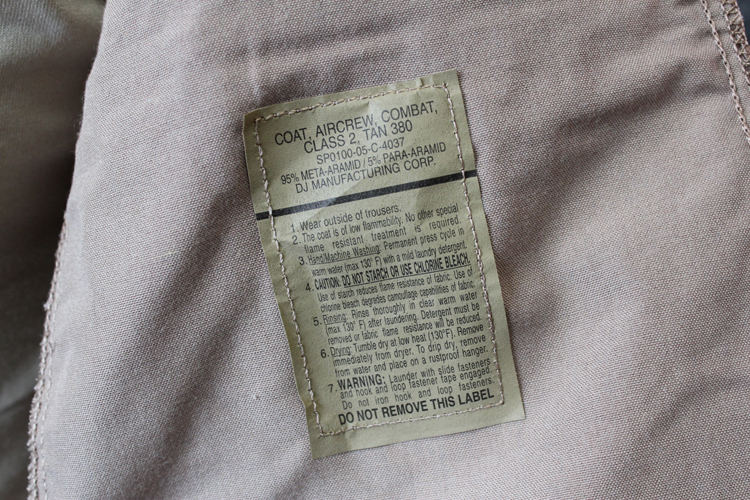 COAT, AIRCREW, COMBAT,
CLASS 2, TAN 380
SP0100-05-C-4037
95% META-ARAMID / 5% PARA-ARAMID
DJ MANUFACTURING CORP.
1. Wear outside of trousers.
2. The coat is of low flammability. No other special
flame resistant treatment is required.
3. Hand/Machine Washing: Permanent press cycle in
warm water (max 130° F) with a mild laundry detergent.
4. CAUTION: DO NOT STARCH OR USE CHLORINE BLEACH.
Use of starch reduces flame resistance of fabric. Use of
chlorine bleach degrades camouflage capabilities of fabric.
5. Rinsing: Rinse thoroughly in clear warm water
(max 130° F) after laundering. Detergent must be
removed or fabric flame resistance will be reduced.
6. Drying: Tumble dry at low heat (130°F). Remove
immediately from dryer. To drip dry, remove
from water and place on a rustproof hanger.
7. WARNING: Launder with slide fasteners
and hook and loop fastener tape engaged.
Do not iron hook and loop fasteners.
DO NOT REMOVE THIS LABEL